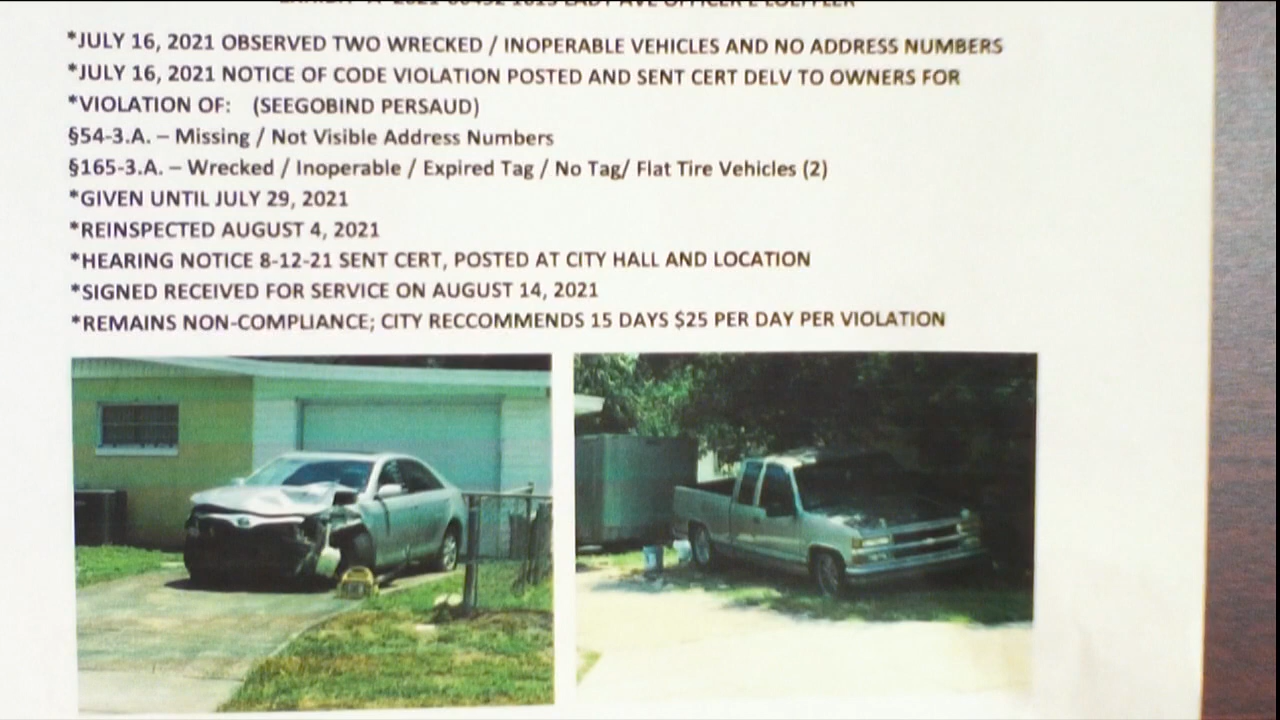 *JULY 16, 2021 OBSERVED TWO WRECKED / INOPERABLE VEHICLES AND NO ADDRESS NUMBERS
*JULY 16, 2021 NOTICE OF CODE VIOLATION POSTED AND SENT CERT DELV TO OWNERS FOR
*VIOLATION OF: (SEEGOBIND PERSAUD)
§54-3.A. – Missing / Not Visible Address Numbers
§165-3.A. – Wrecked / Inoperable / Expired Tag / No Tag/ Flat Tire Vehicles (2)
*GIVEN UNTIL JULY 29, 2021
*REINSPECTED AUGUST 4, 2021
*HEARING NOTICE 8-12-21 SENT CERT, POSTED AT CITY HALL AND LOCATION
*SIGNED RECEIVED FOR SERVICE ON AUGUST 14, 2021
*REMAINS NON-COMPLIANCE; CITY RECCOMMENDS 15 DAYS $25 PER DAY PER VIOLATION